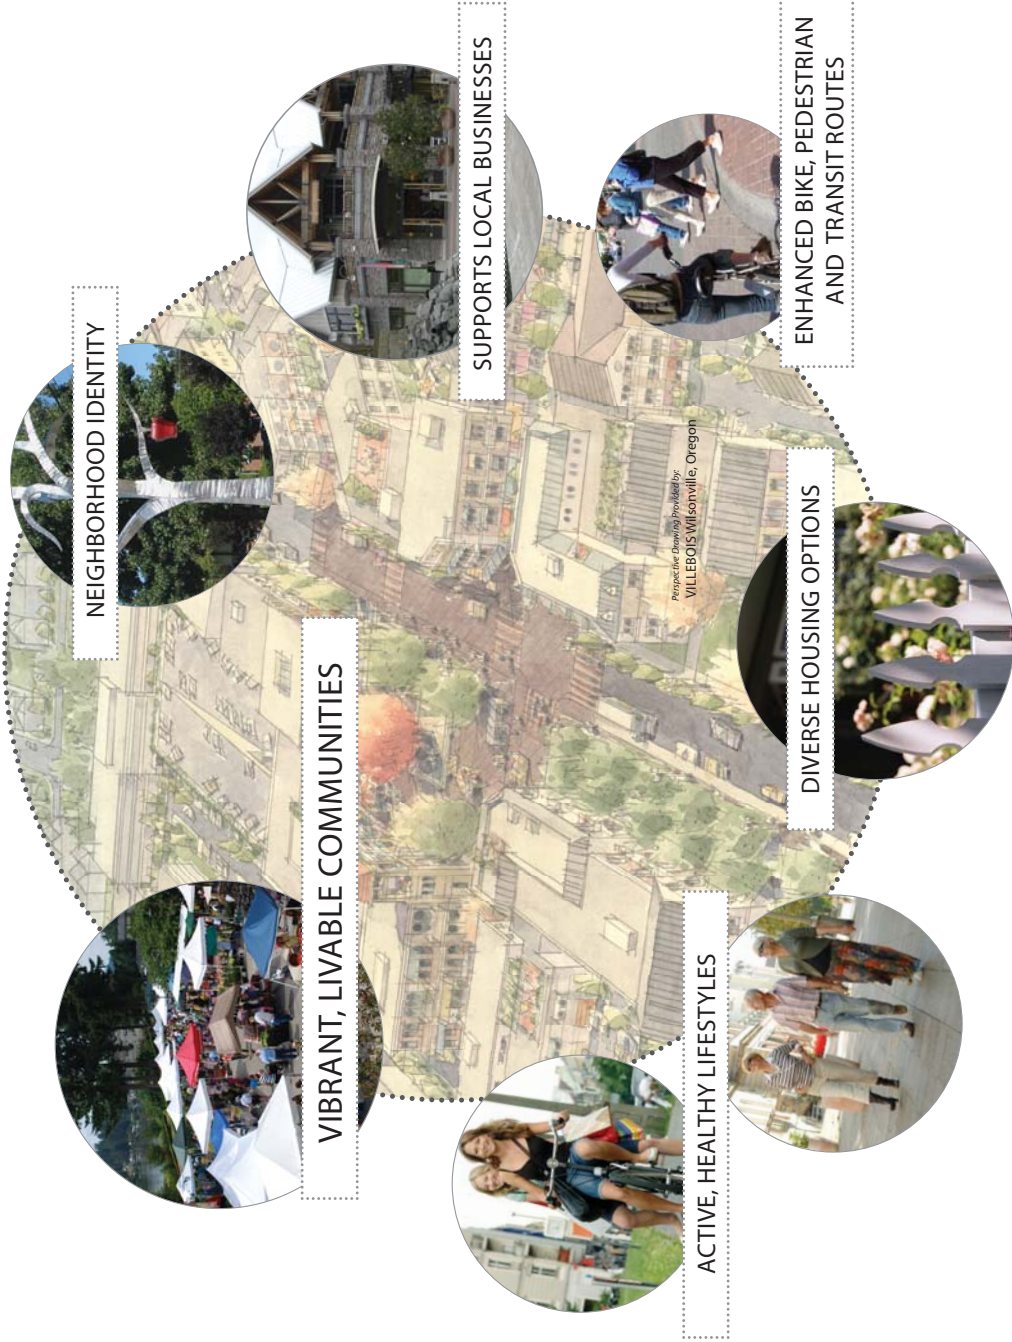 NEIGHBORHOOD IDENTITY
VIBRANT, LIVABLE COMMUNITIES
SUPPORTS LOCAL BUSINESSES
Perspective Drawing Provided by:
VILLEBOIS Wilsonville, Oregon
ACTIVE, HEALTHY LIFESTYLES
DIVERSE HOUSING OPTIONS
ENHANCED BIKE, PEDESTRIAN
AND TRANSIT ROUTES